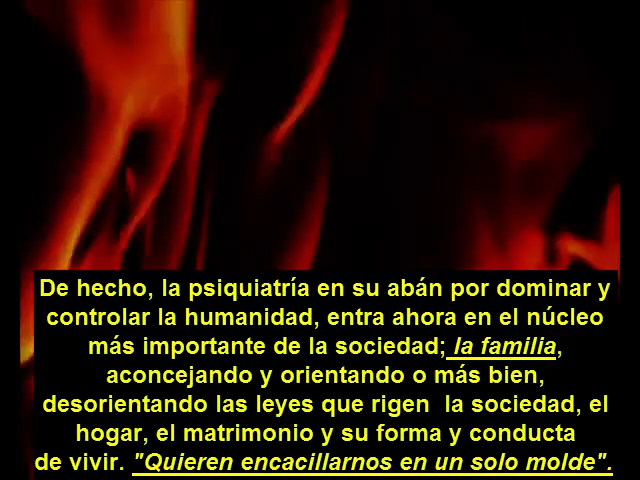 De hecho, la psiquiatría en su abán por dominar y
controlar la humanidad, entra ahora en el núcleo
más importante de la sociedad; la familia,
aconcejando y orientando o más bien,
desorientando las leyes que rigen  la sociedad, el
hogar, el matrimonio y su forma y conducta
de vivir. "Quieren encacillarnos en un solo molde".